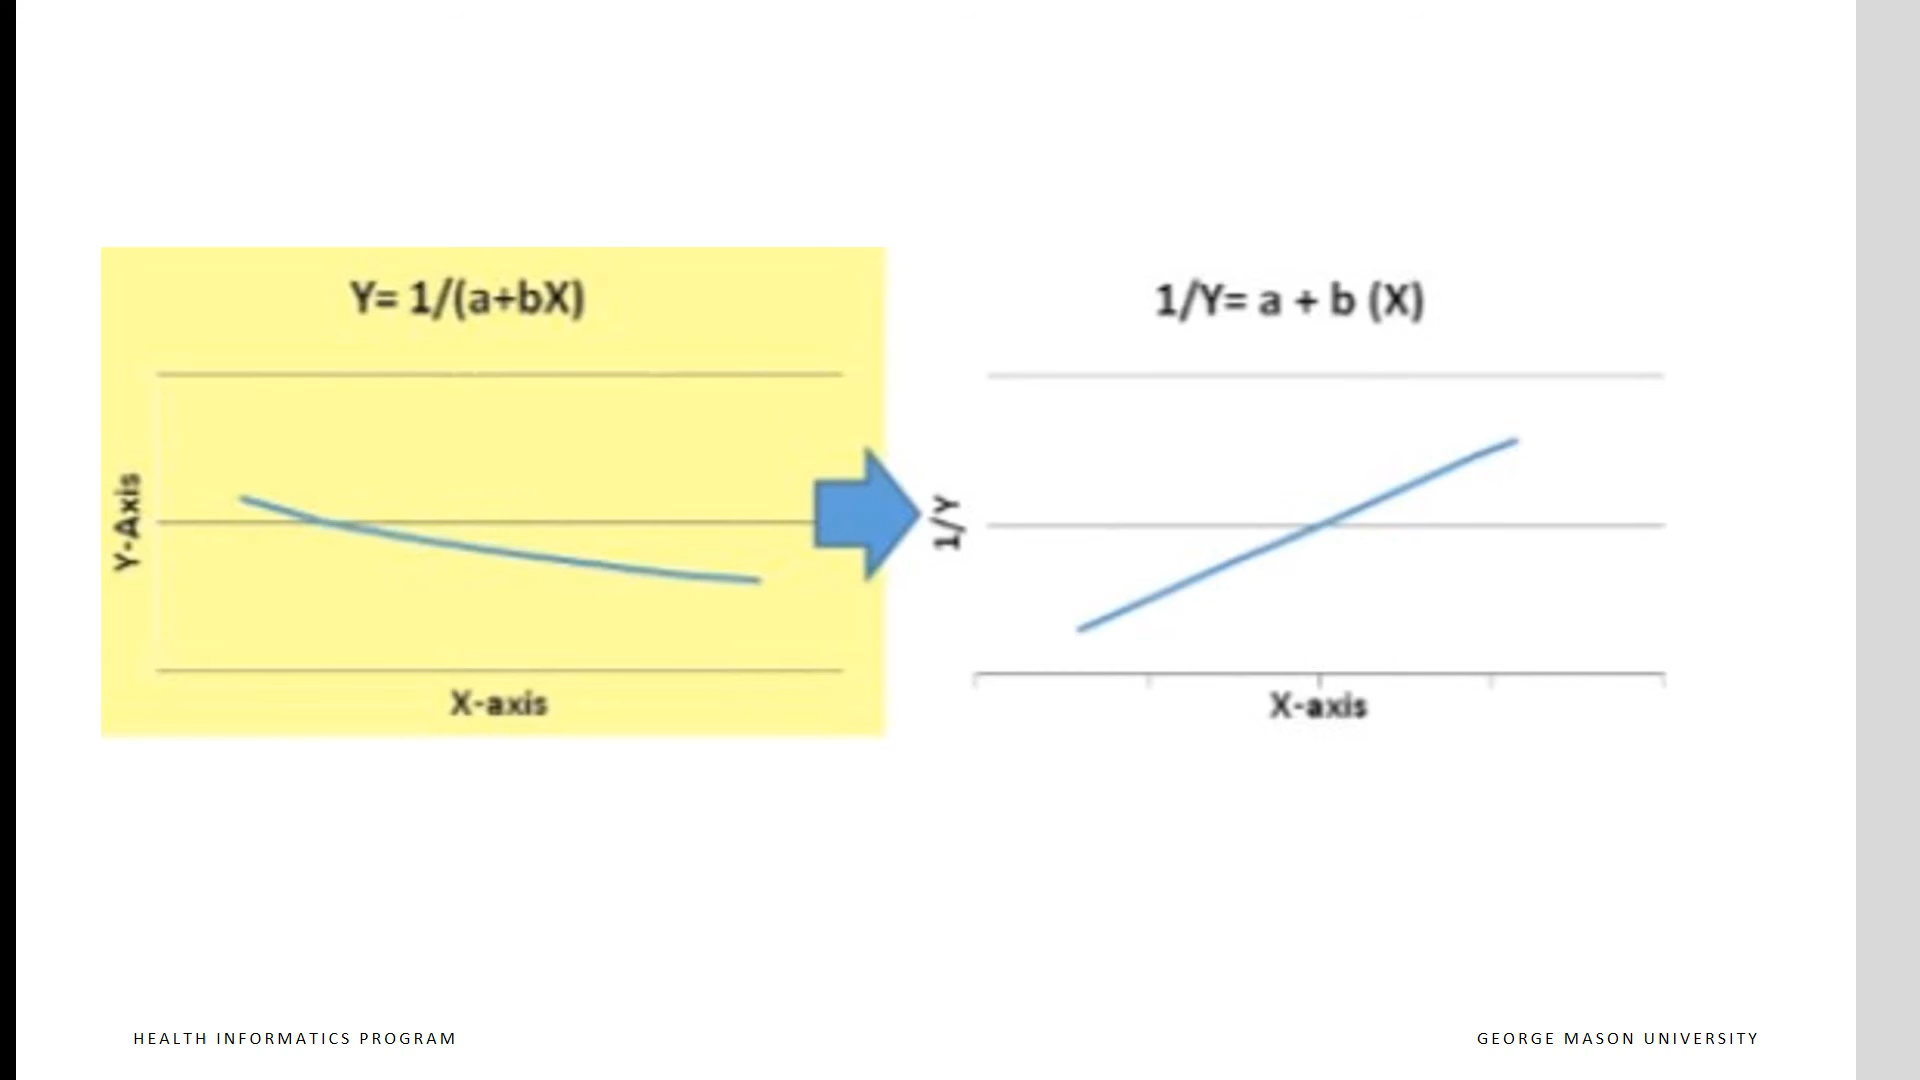 Y= 1/(a+bX)
Y-Axis
X-axis
1/Y= a + b (X)
1/Y
X-axis
HEALTH INFORMATICS PROGRAM
GEORGE MASON UNIVERSITY